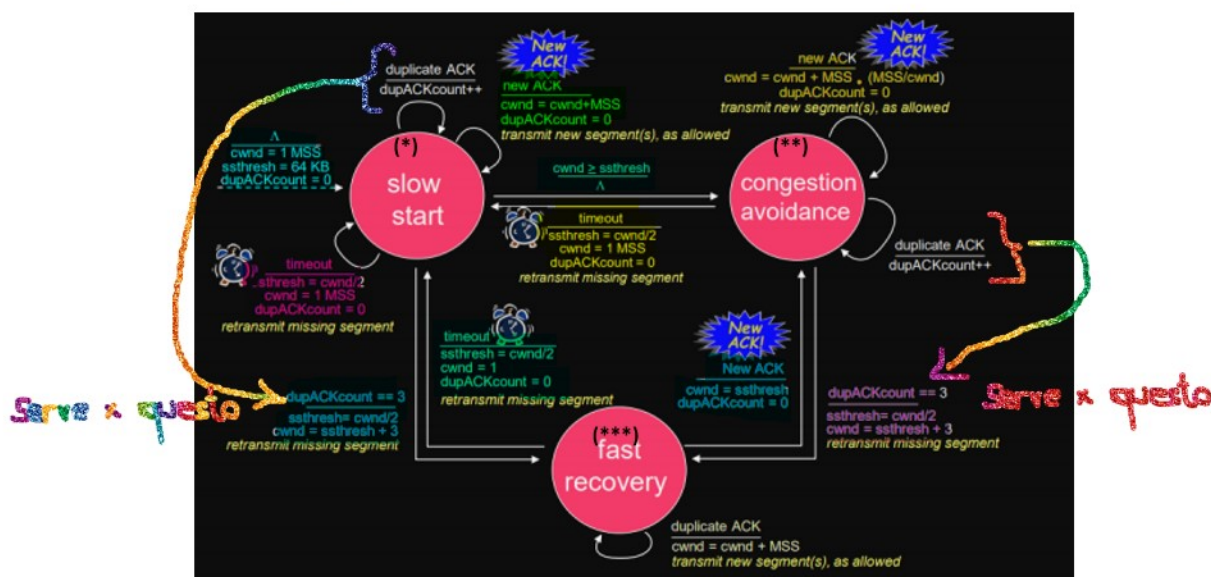 New
ACK!
duplicate ACK
dupACKcount++
new ACK
cwnd = cwnd+MSS
dupACKcount = 0
transmit new segment(s), as allowed
New
ACK!
new ACK
cwnd = cwnd + MSS • (MSS/cwnd)
dupACKcount = 0
transmit new segment(s), as allowed
Λ
cwnd = 1 MSS
ssthresh = 64 KB
dupACKcount = 0
(*)
slow
start
cwnd ≥ ssthresh
Λ
(**)
congestion
avoidance
timeout
ssthresh = cwnd/2
cwnd = 1 MSS
dupACKcount = 0
retransmit missing segment
duplicate ACK
dupACKcount++
timeout
sthresh = cwnd/2
cwnd = 1 MSS
dupACKcount = 0
retransmit missing segment
timeout
ssthresh = cwnd/2
cwnd = 1
dupACKcount = 0
retransmit missing segment
New
ACK!
New ACK
cwnd = ssthresh
dupACKcount = 0
Serve x questo
dupACKcount == 3
ssthresh= cwnd/2
cwnd = ssthresh + 3
retransmit missing segment
dupACKcount == 3
ssthresh= cwnd/2
cwnd = ssthresh + 3
retransmit missing segment
Serve x questo
(***)
fast
recovery
duplicate ACK
cwnd = cwnd + MSS
transmit new segment(s), as allowed